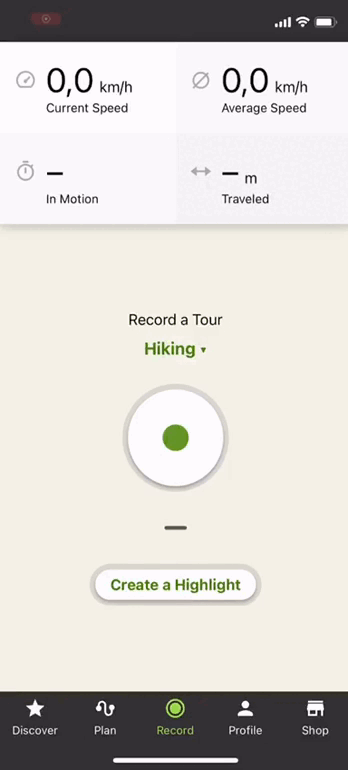 0,0 km/h
Current Speed
0,0 km/h
Average Speed
–
In Motion
– m
Traveled
Record a Tour
Hiking ▾
Create a Highlight
Discover
Plan
Record
Profile
Shop